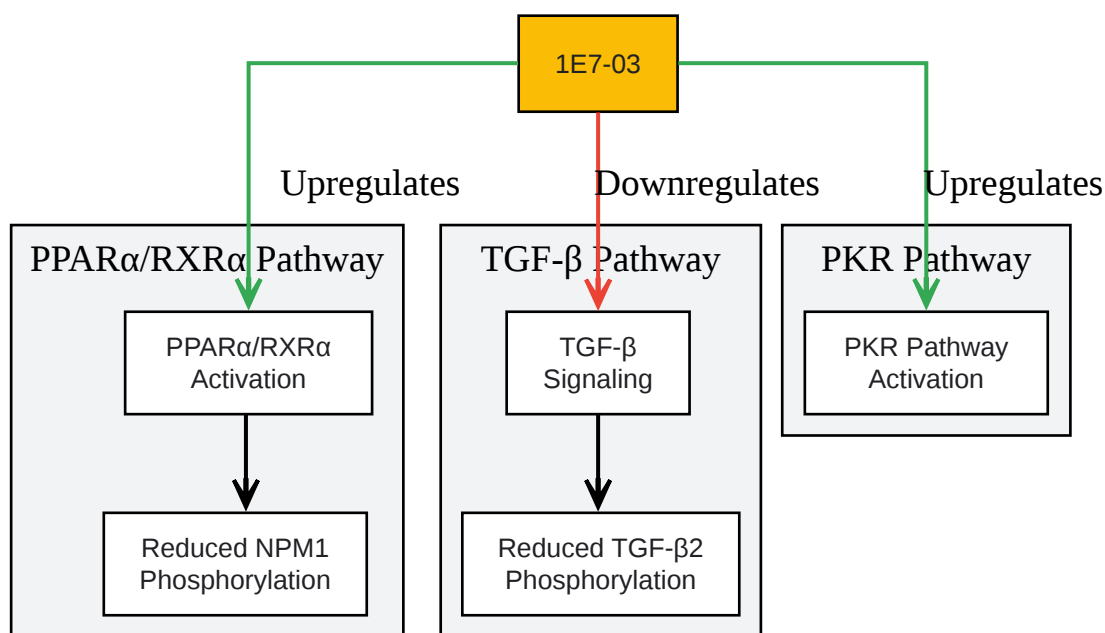 1E7-03
Upregulates
Downregulates
Upregulates
PPARα/RXRα Pathway
TGF-β Pathway
PKR Pathway
PPARα/RXRα
Activation
TGF-β
Signaling
PKR Pathway
Activation
Reduced NPM1
Phosphorylation
Reduced TGF-β2
Phosphorylation